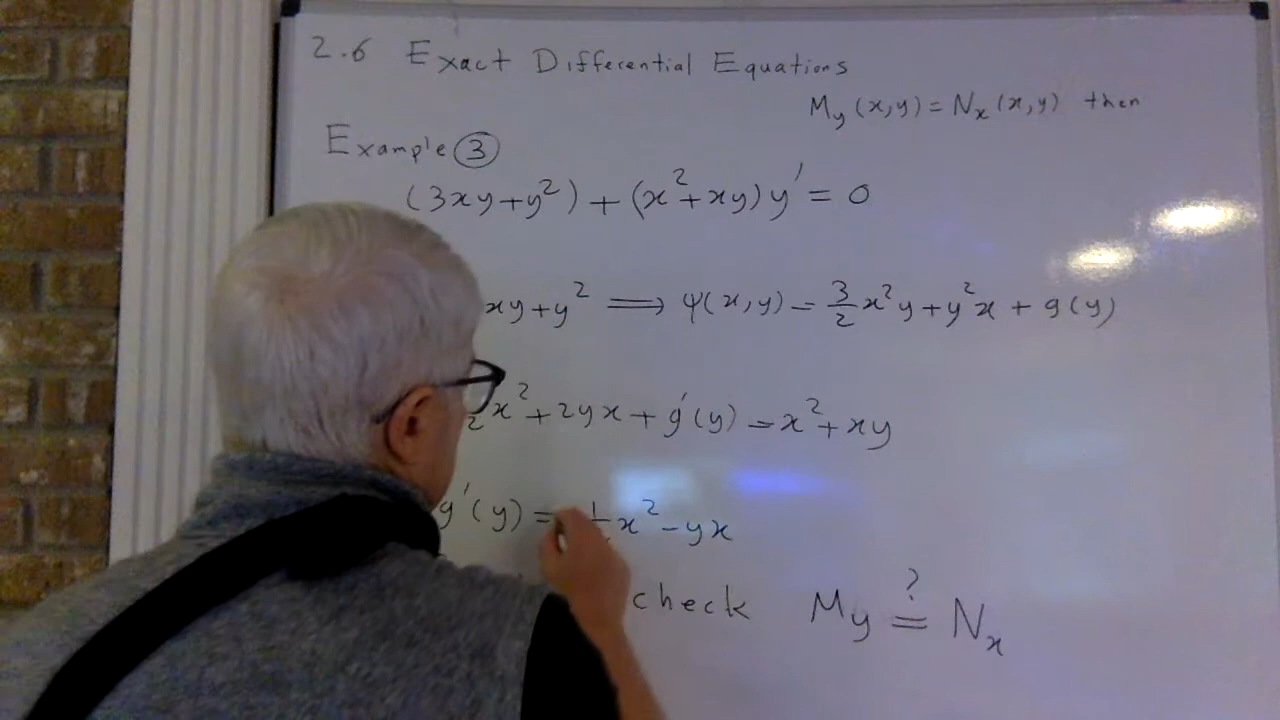 2.6 Exact Differential Equations
My (x,y) = Nx (x,y) then
Example ③
(3xy+y²) + (x²+xy) y' = 0
xy+y² ⟹ ψ(x,y) = 3/2 x²y + y²x + g(y)
2 x² + 2yx + g'(y) = x² + xy
g'(y) = x² - yx
check My ≟ Nx